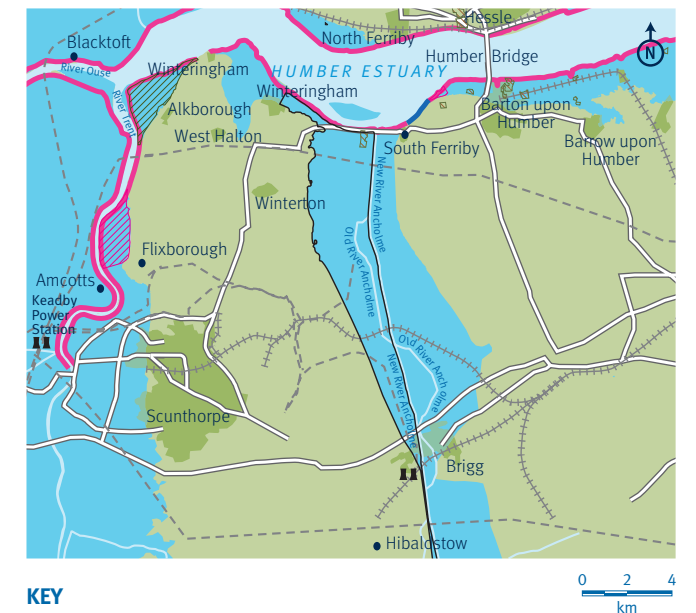 Hessle
North Ferriby
Blacktoft
Humber Bridge
N
River Ouse
Winteringham
HUMBER ESTUARY
Winteringham
River Trent
Alkborough
Barton upon
Humber
West Halton
South Ferriby
Barrow upon
Humber
New River Ancholme
Winterton
Old River Ancholme
Flixborough
Amcotts
Keadby
Power
Station
Old River Ancholme
New River Ancholme
Scunthorpe
Brigg
Hibaldstow
KEY
0 2 4
km